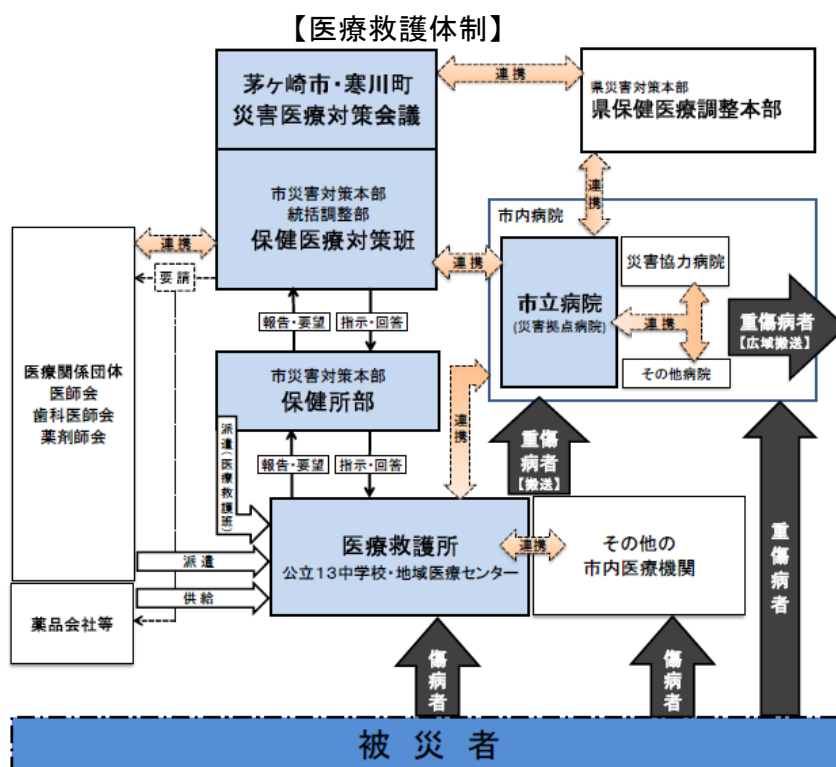 【医療救護体制】
茅ヶ崎市・寒川町
災害医療対策会議
連携
県災害対策本部
県保健医療調整本部
市災害対策本部
統括調整部
保健医療対策班
連携
要請
連携
連携
市内病院
市立病院
(災害拠点病院)
災害協力病院
連携
その他病院
重傷病者
【広域搬送】
報告・要望
指示・回答
医療関係団体
医師会
歯科医師会
薬剤師会
市災害対策本部
保健所部
連携
派遣(医療救護班)
報告・要望
指示・回答
重傷
病者
【搬送】
重傷病者
医療救護所
公立13中学校・地域医療センター
連携
その他の
市内医療機関
派遣
供給
薬品会社等
傷病者
傷病者
被災者